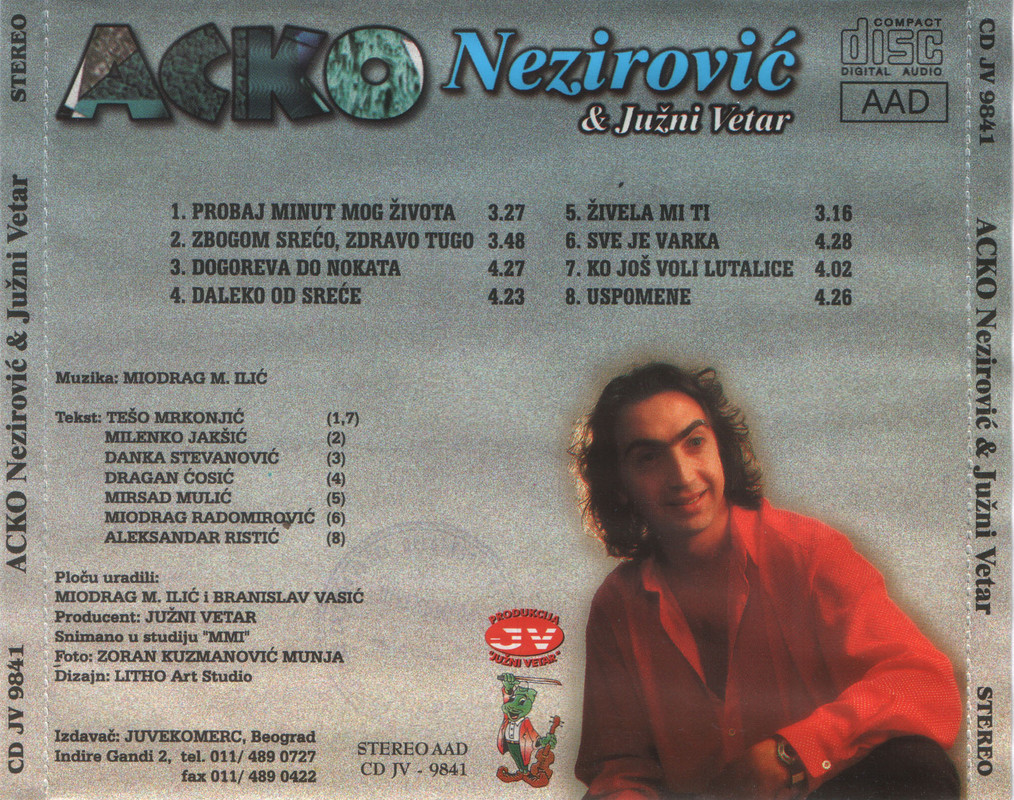 STEREO
ACKO Nezirović & Južni Vetar
CD JV 9841
ACKO
Nezirović
& Južni Vetar
COMPACT
disc
DIGITAL AUDIO
AAD
1. PROBAJ MINUT MOG ŽIVOTA 3.27
2. ZBOGOM SREĆO, ZDRAVO TUGO 3.48
3. DOGOREVA DO NOKATA 4.27
4. DALEKO OD SREĆE 4.23
5. ŽIVELA MI TI 3.16
6. SVE JE VARKA 4.28
7. KO JOŠ VOLI LUTALICE 4.02
8. USPOMENE 4.26
Muzika: MIODRAG M. ILIĆ
Tekst: TEŠO MRKONJIĆ (1,7)
MILENKO JAKŠIĆ (2)
DANKA STEVANOVIĆ (3)
DRAGAN ĆOSIĆ (4)
MIRSAD MULIĆ (5)
MIODRAG RADOMIROVIĆ (6)
ALEKSANDAR RISTIĆ (8)
Ploču uradili:
MIODRAG M. ILIĆ i BRANISLAV VASIĆ
Producent: JUŽNI VETAR
Snimano u studiju "MMI"
Foto: ZORAN KUZMANOVIĆ MUNJA
Dizajn: LITHO Art Studio
Izdavač: JUVEKOMERC, Beograd
Indire Gandi 2, tel. 011/ 489 0727
fax 011/ 489 0422
STEREO AAD
CD JV - 9841
PRODUKCIJA
JV
"JUŽNI VETAR"
CD JV 9841
ACKO Nezirović & Južni Vetar
STEREO